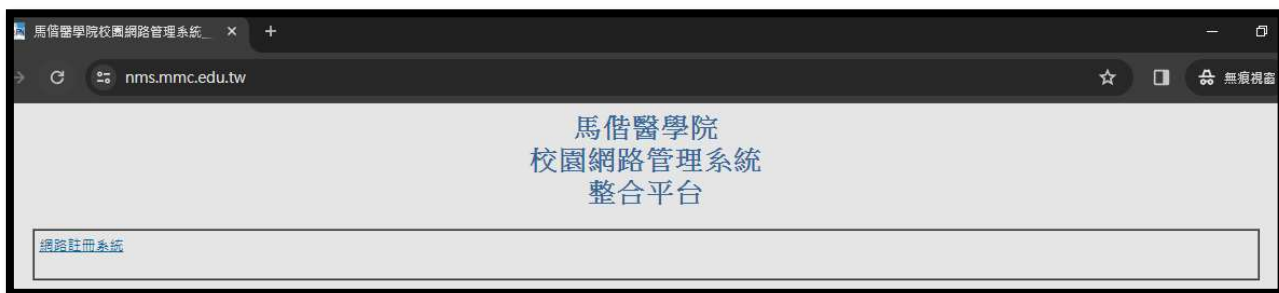 馬偕醫學院校園網路管理系統_
nms.mmc.edu.tw
無痕視窗
馬偕醫學院
校園網路管理系統
整合平台
網路註冊系統